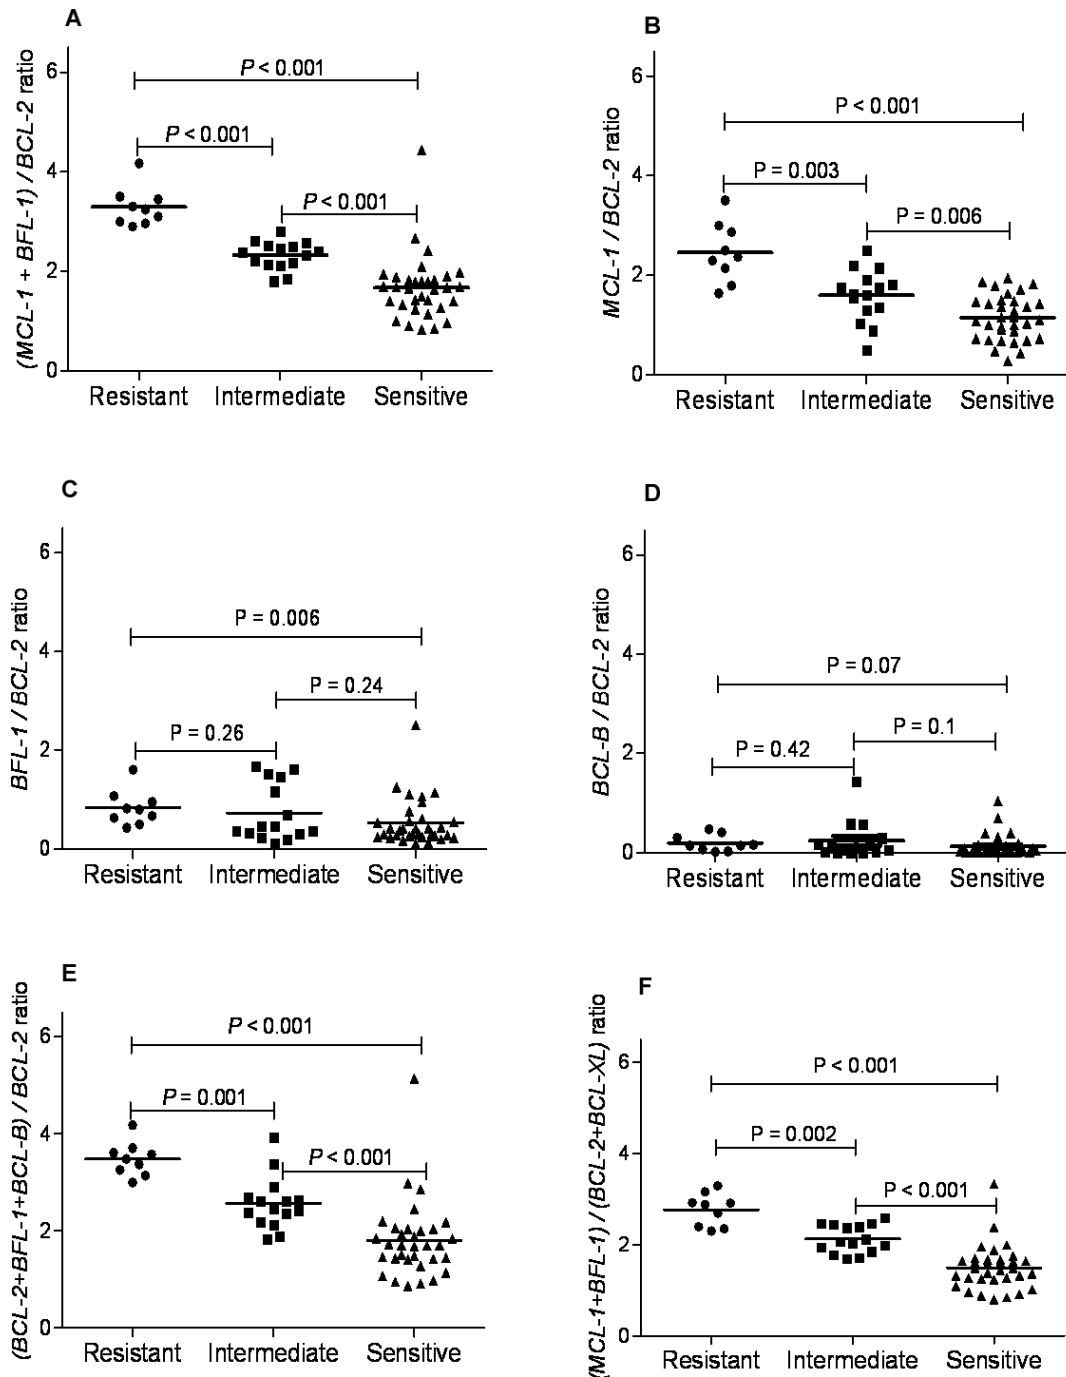 A
(MCL-1 + BFL-1) / BCL-2 ratio
6
4
2
0
P < 0.001
P < 0.001
P < 0.001
Resistant Intermediate Sensitive
B
MCL-1 / BCL-2 ratio
6
4
2
0
P < 0.001
P = 0.003
P = 0.006
Resistant Intermediate Sensitive
C
BFL-1 / BCL-2 ratio
6
4
2
0
P = 0.006
P = 0.24
P = 0.26
Resistant Intermediate Sensitive
D
BCL-B / BCL-2 ratio
6
4
2
0
P = 0.07
P = 0.1
P = 0.42
Resistant Intermediate Sensitive
E
(BCL-2+BFL-1+BCL-B) / BCL-2 ratio
6
4
2
0
P < 0.001
P = 0.001
P < 0.001
Resistant Intermediate Sensitive
F
(MCL-1+BFL-1) / (BCL-2+BCL-XL) ratio
6
4
2
0
P < 0.001
P = 0.002
P < 0.001
Resistant Intermediate Sensitive